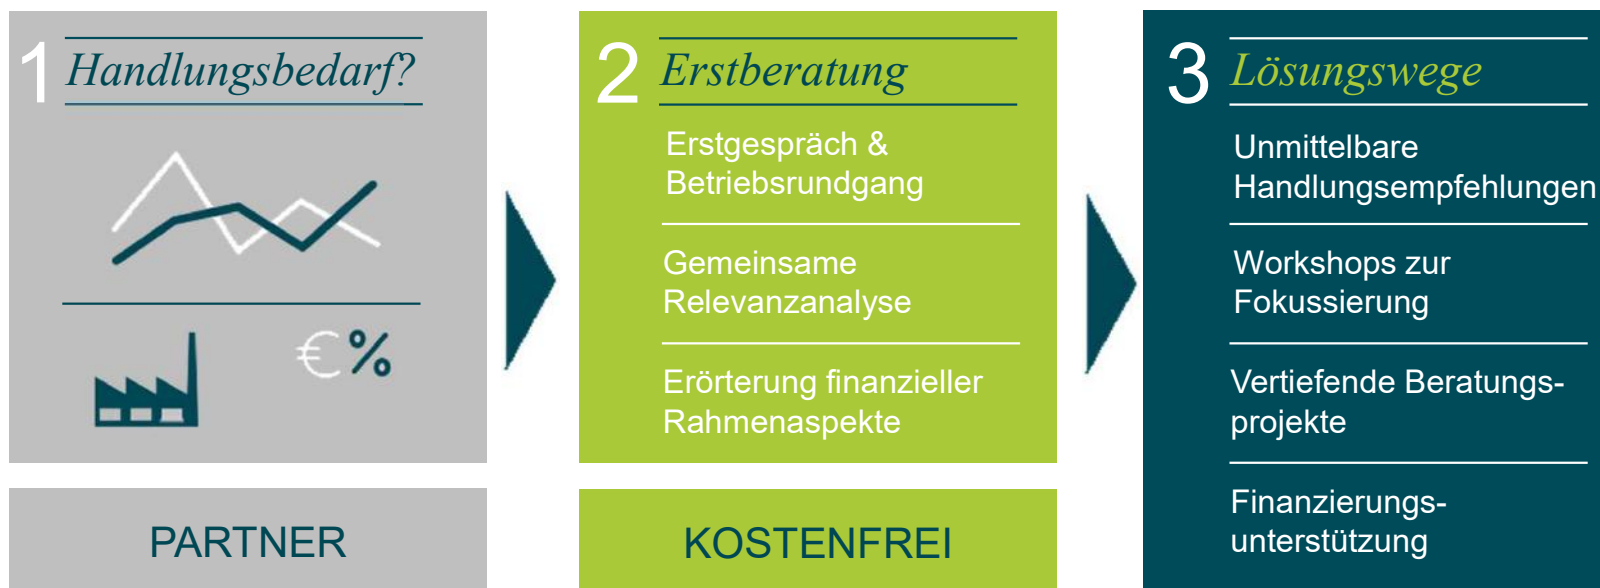 1 Handlungsbedarf?
€%
PARTNER
2 Erstberatung
Erstgespräch &
Betriebsrundgang
Gemeinsame
Relevanzanalyse
Erörterung finanzieller
Rahmenaspekte
KOSTENFREI
3 Lösungswege
Unmittelbare
Handlungsempfehlungen
Workshops zur
Fokussierung
Vertiefende Beratungs-
projekte
Finanzierungs-
unterstützung